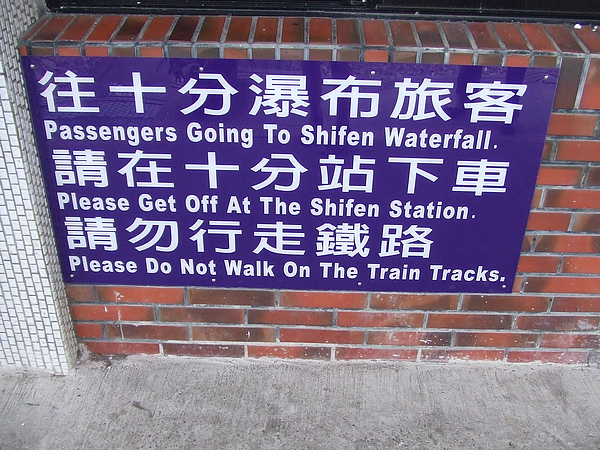 往十分瀑布旅客
Passengers Going To Shifen Waterfall.
請在十分站下車
Please Get Off At The Shifen Station.
請勿行走鐵路
Please Do Not Walk On The Train Tracks.